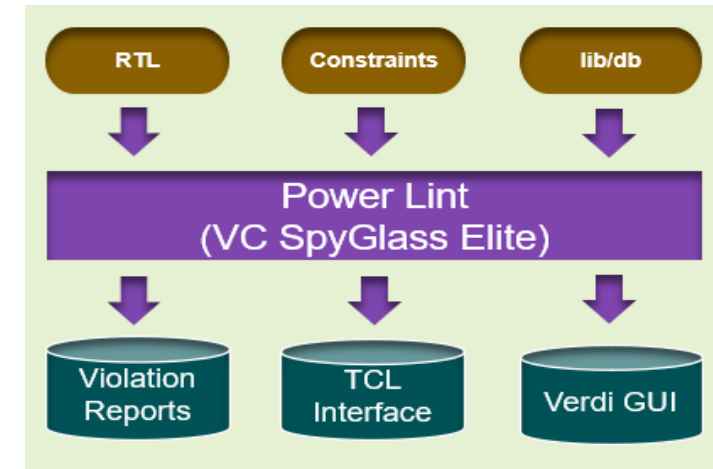 RTL
Constraints
lib/db
Power Lint
(VC SpyGlass Elite)
Violation
Reports
TCL
Interface
Verdi GUI